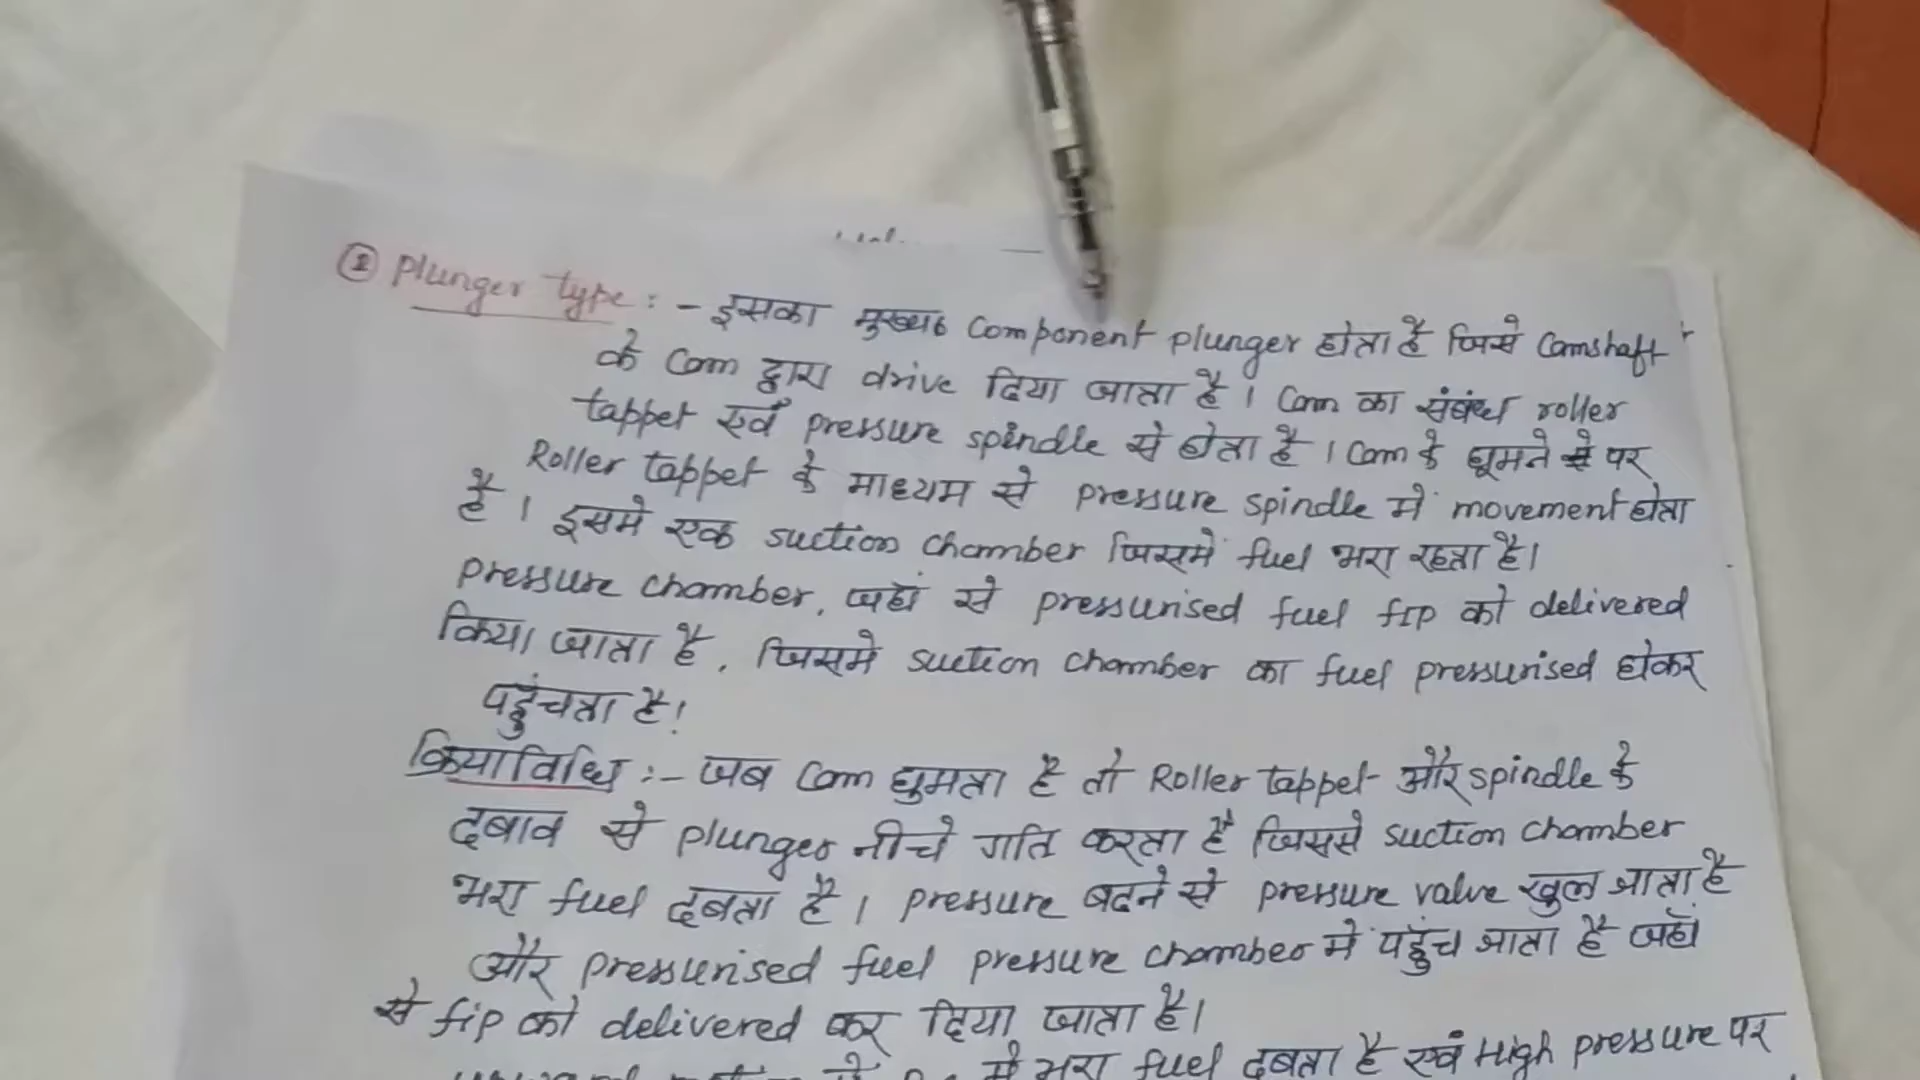 ② Plunger type : - इसका मुख्य component plunger होता है जिसे Camshaft
के Cam द्वारा drive दिया जाता है। Cam का संबंध roller
tappet एवं pressure spindle से होता है। Cam के घूमने से पर
Roller tappet के माध्यम से pressure spindle में movement होता
है। इसमे एक suction chamber जिसमे fuel भरा रहता है।
pressure chamber, जहाँ से pressurised fuel fip को delivered
किया जाता है, जिसमे suction chamber का fuel pressurised होकर
पहुंचता है!
क्रियाविधि :- जब Cam घुमता है तो Roller tappet और spindle के
दबाव से plunger नीचे गति करता है जिससे suction chamber
भरा fuel दबता है। pressure बढने से pressure valve खुल जाता है
और pressurised fuel pressure chamber मे पहुँच जाता है जहाँ
से fip को delivered कर दिया जाता है।
मे भरा fuel दबता है एवं High pressure पर